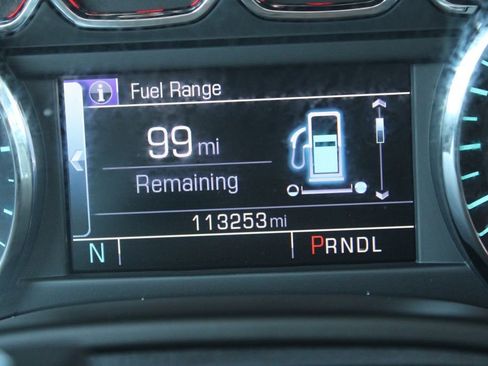 Fuel Range
99 mi
Remaining
113253 mi
N PRNDL